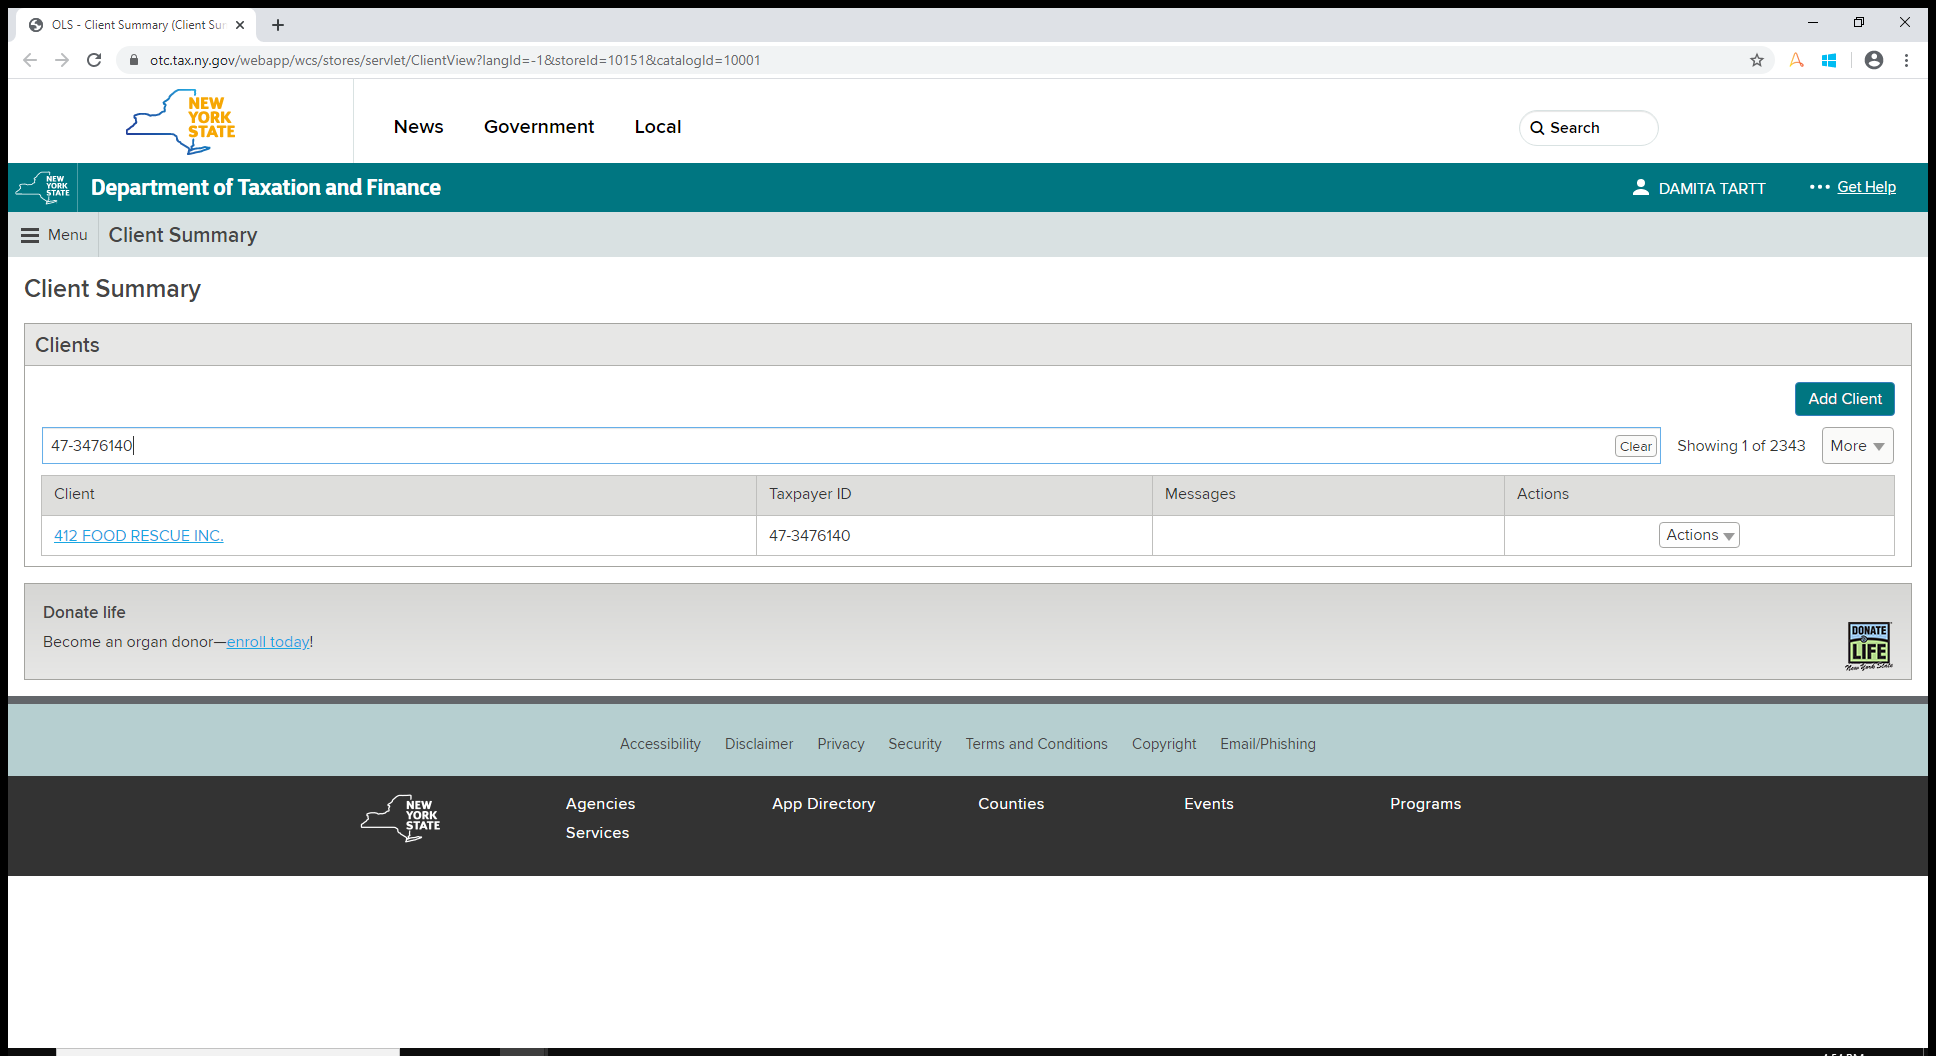 OLS - Client Summary (Client Sur
otc.tax.ny.gov/webapp/wcs/stores/servlet/ClientView?langId=-1&storeId=10151&catalogId=10001
NEW YORK STATE
News Government Local
Search
NEW YORK STATE
Department of Taxation and Finance
DAMITA TARTT
Get Help
Menu
Client Summary
Client Summary
Clients
Add Client
47-3476140
Clear
Showing 1 of 2343
More
Client Taxpayer ID Messages Actions
412 FOOD RESCUE INC. 47-3476140 Actions
Donate life
Become an organ donor—enroll today!
DONATE LIFE New York State
Accessibility Disclaimer Privacy Security Terms and Conditions Copyright Email/Phishing
NEW YORK STATE
Agencies App Directory Counties Events Programs
Services